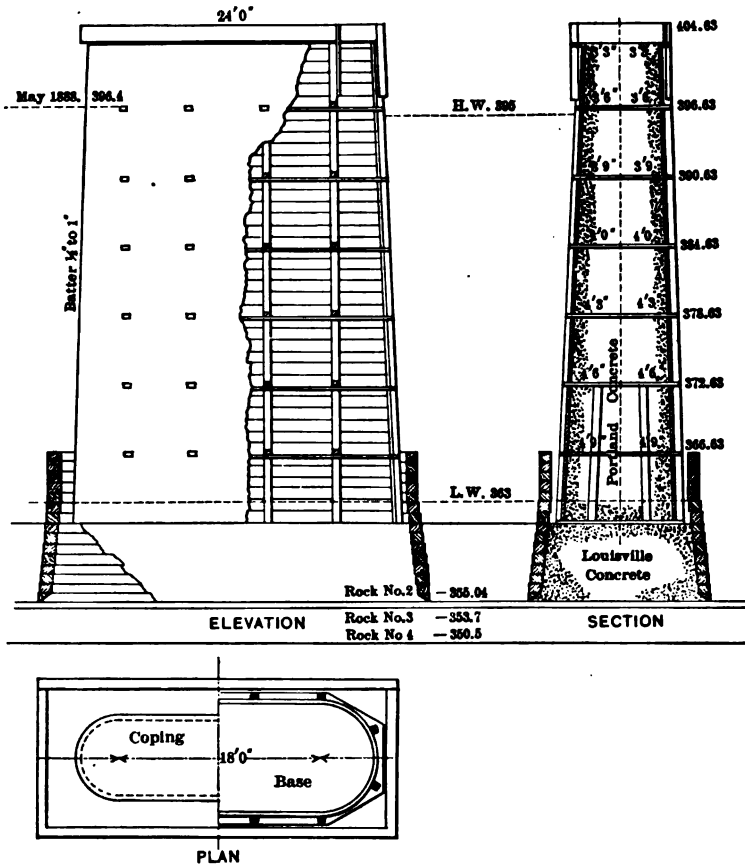 24'0"
404.63
3'3" 3'3
May 1888. 396.4
H.W. 395
3'6" 3'6
396.63
3'9" 3'9
390.63
Batter ½" to 1"
4'0" 4'0
384.63
4'3" 4'3
378.63
4'6" 4'6
372.63
Portland Concrete
4'9" 4'9
366.63
L.W. 363
Louisville
Concrete
Rock No.2 — 355.04
ELEVATION
Rock No.3 — 353.7
SECTION
Rock No 4 — 350.5
Coping
18'0"
Base
PLAN